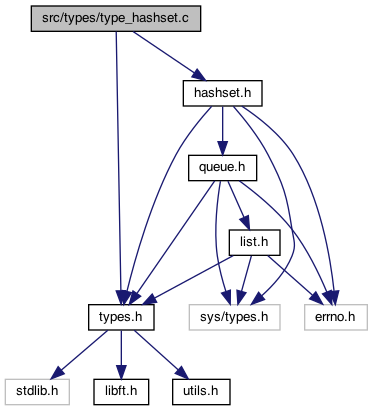 src/types/type_hashset.c
hashset.h
queue.h
list.h
types.h
sys/types.h
errno.h
stdlib.h
libft.h
utils.h